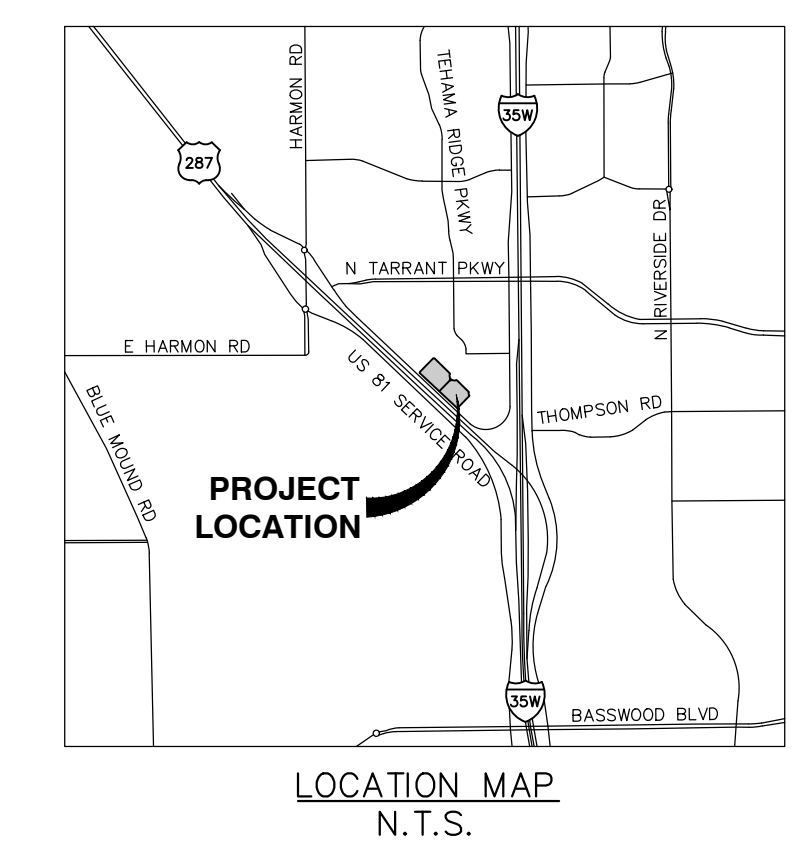 HARMON RD
TEHAMA RIDGE PKWY
35W
287
N RIVERSIDE DR
N TARRANT PKWY
E HARMON RD
US 81 SERVICE ROAD
BLUE MOUND RD
THOMPSON RD
PROJECT
LOCATION
35W
BASSWOOD BLVD
LOCATION MAP
N.T.S.